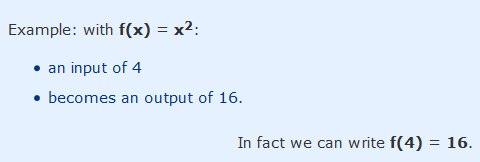 Example: with f(x) = x²:
• an input of 4
• becomes an output of 16.
In fact we can write f(4) = 16.